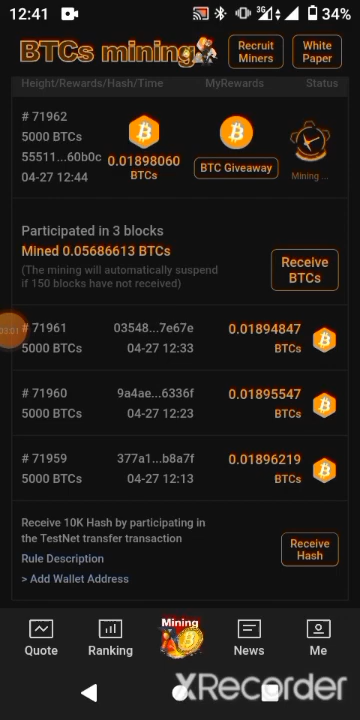 12:41
3G
34%
BTCs mining
Recruit Miners
White Paper
Height/Rewards/Hash/Time MyRewards Status
# 71962
5000 BTCs
55511...60b0c
04-27 12:44
0.01898060
BTCs
BTC Giveaway
Mining ...
Participated in 3 blocks
Mined 0.05686613 BTCs
(The mining will automatically suspend
if 150 blocks have not received)
Receive
BTCs
03:01
# 71961 03548...7e67e 0.01894847
5000 BTCs 04-27 12:33 BTCs
# 71960 9a4ae...6336f 0.01895547
5000 BTCs 04-27 12:23 BTCs
# 71959 377a1...b8a7f 0.01896219
5000 BTCs 04-27 12:13 BTCs
Receive 10K Hash by participating in
the TestNet transfer transaction
Receive
Hash
Rule Description
> Add Wallet Address
Mining
Quote Ranking News Me
XRecorder